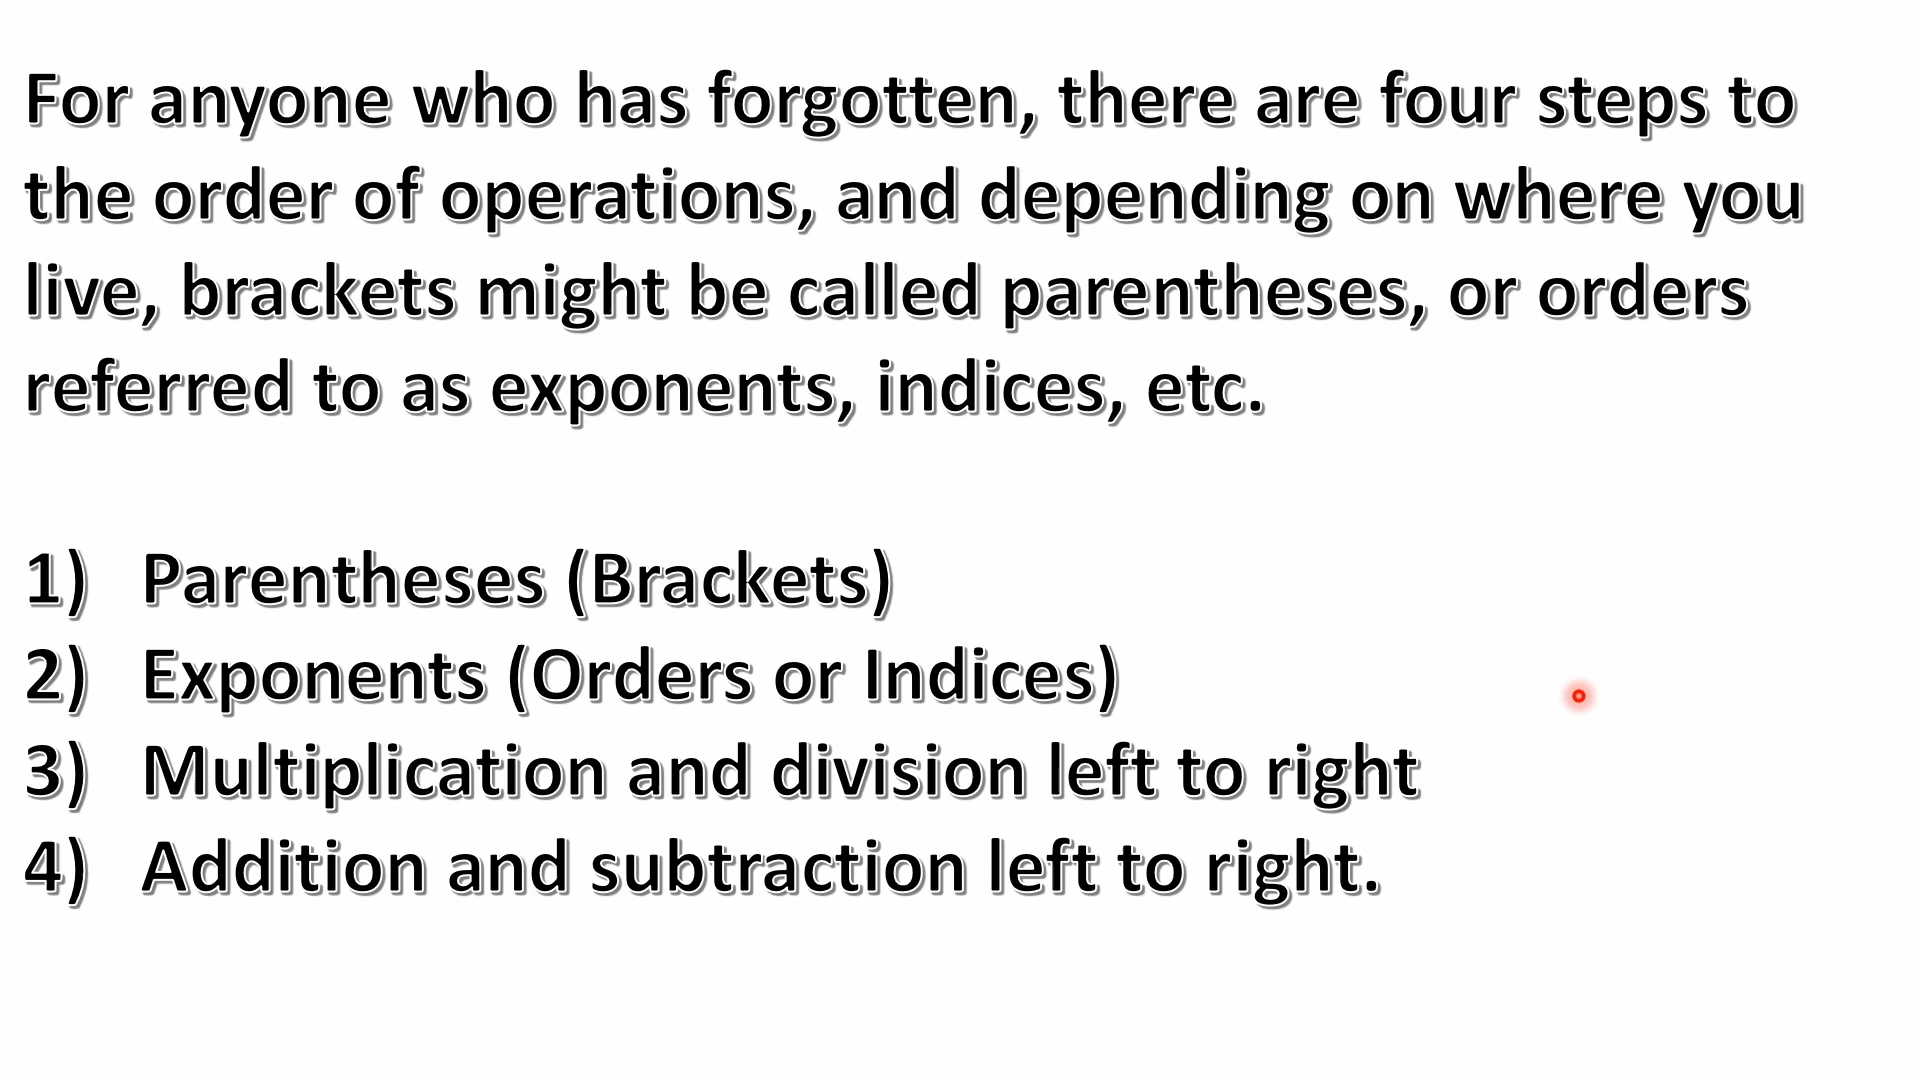 For anyone who has forgotten, there are four steps to
the order of operations, and depending on where you
live, brackets might be called parentheses, or orders
referred to as exponents, indices, etc.
1) Parentheses (Brackets)
2) Exponents (Orders or Indices)
3) Multiplication and division left to right
4) Addition and subtraction left to right.